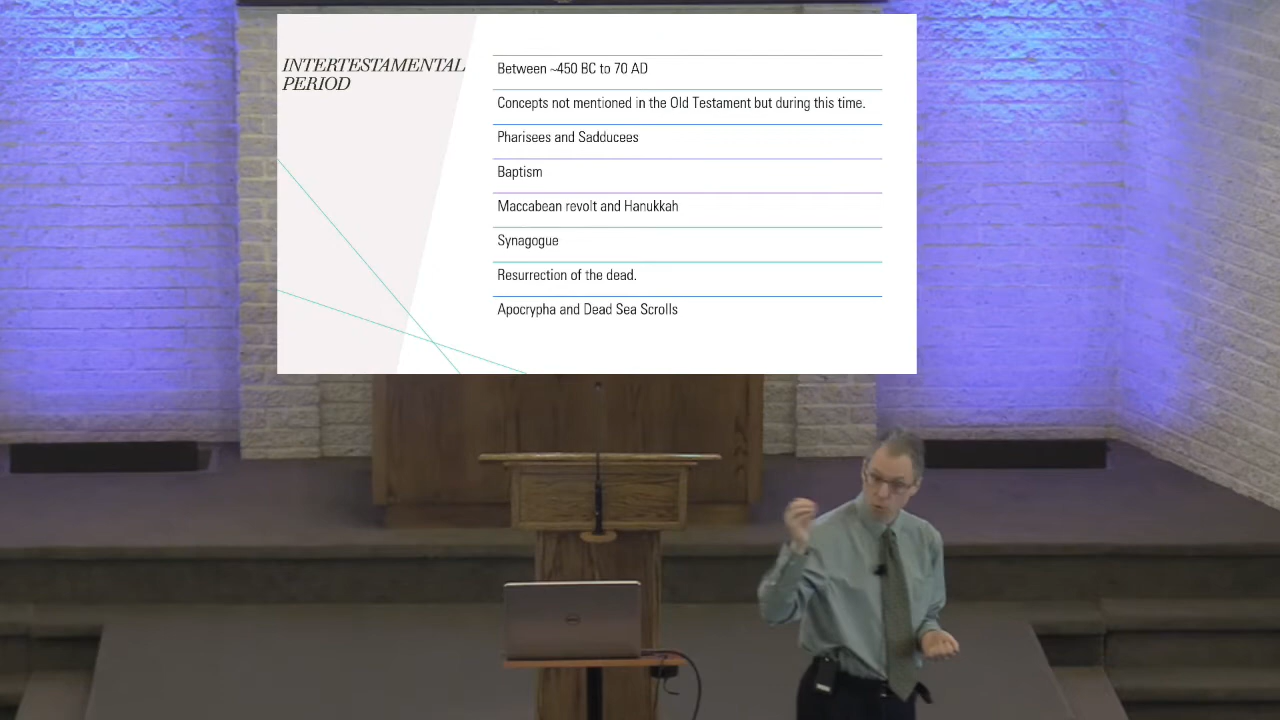 INTERTESTAMENTAL
PERIOD
Between ~450 BC to 70 AD
Concepts not mentioned in the Old Testament but during this time.
Pharisees and Sadducees
Baptism
Maccabean revolt and Hanukkah
Synagogue
Resurrection of the dead.
Apocrypha and Dead Sea Scrolls